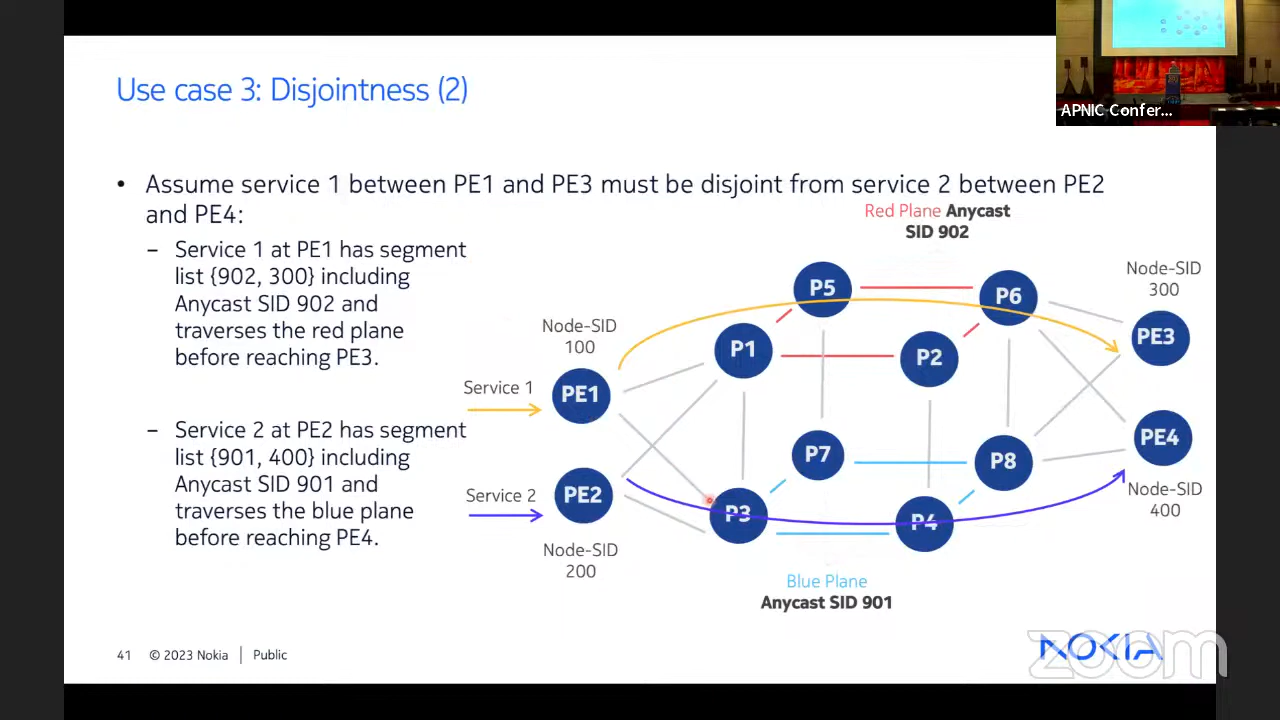 APNIC Confer...
Use case 3: Disjointness (2)
• Assume service 1 between PE1 and PE3 must be disjoint from service 2 between PE2
and PE4:
– Service 1 at PE1 has segment
list {902, 300} including
Anycast SID 902 and
traverses the red plane
before reaching PE3.
– Service 2 at PE2 has segment
list {901, 400} including
Anycast SID 901 and
traverses the blue plane
before reaching PE4.
Red Plane Anycast
SID 902
Node-SID
300
P5
P6
Node-SID
100
P1
P2
PE3
Service 1
PE1
P7
P8
PE4
Service 2
PE2
P3
P4
Node-SID
400
Node-SID
200
Blue Plane
Anycast SID 901
41 © 2023 Nokia | Public
NOKIA
zoom